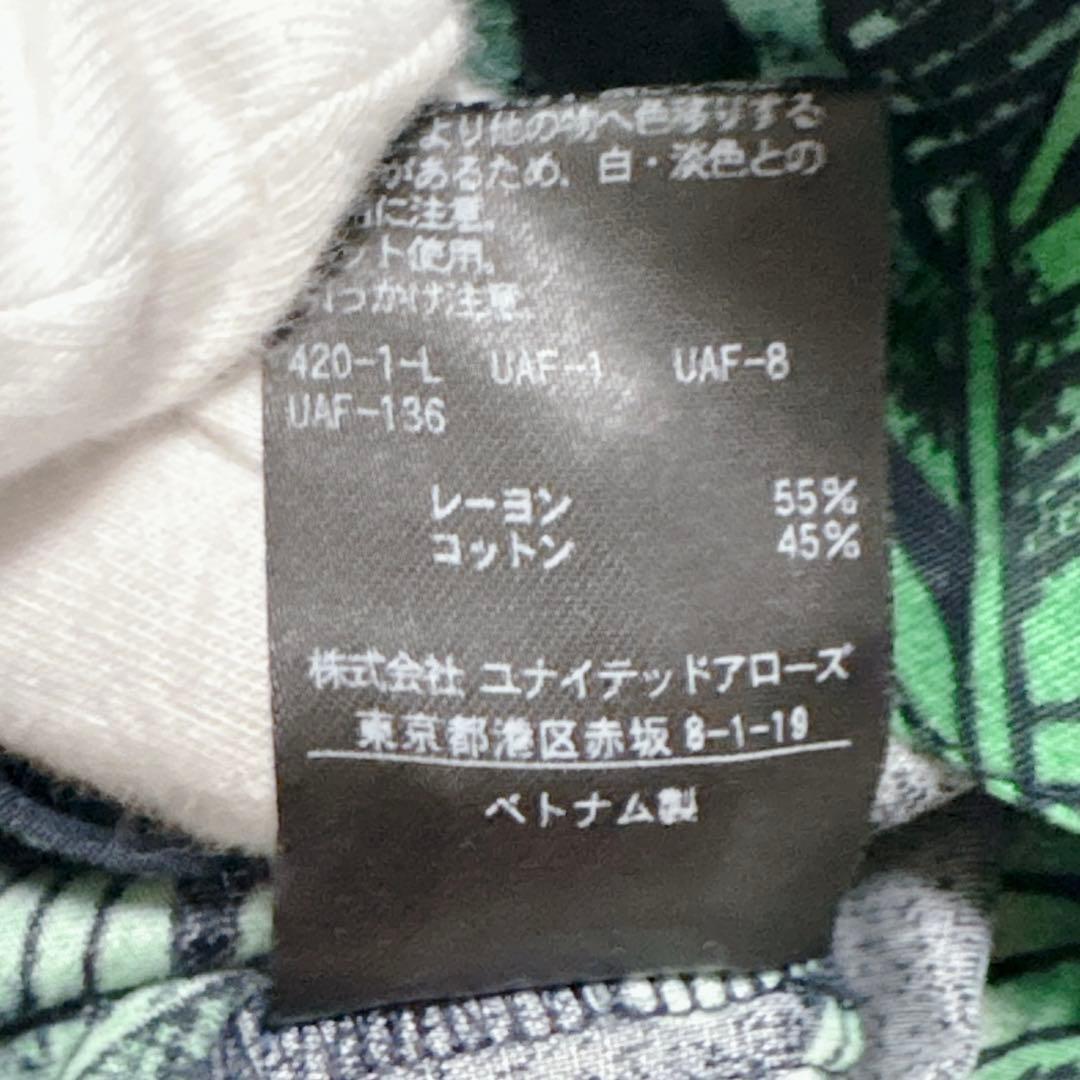 より他の物へ色移りする
があるため、白・淡色との
に注意。
ット使用。
引っかけ注意。
420-1-L UAF-1 UAF-8
UAF-136
レーヨン 55%
コットン 45%
株式会社 ユナイテッドアローズ
東京都港区赤坂 8-1-19
ベトナム製